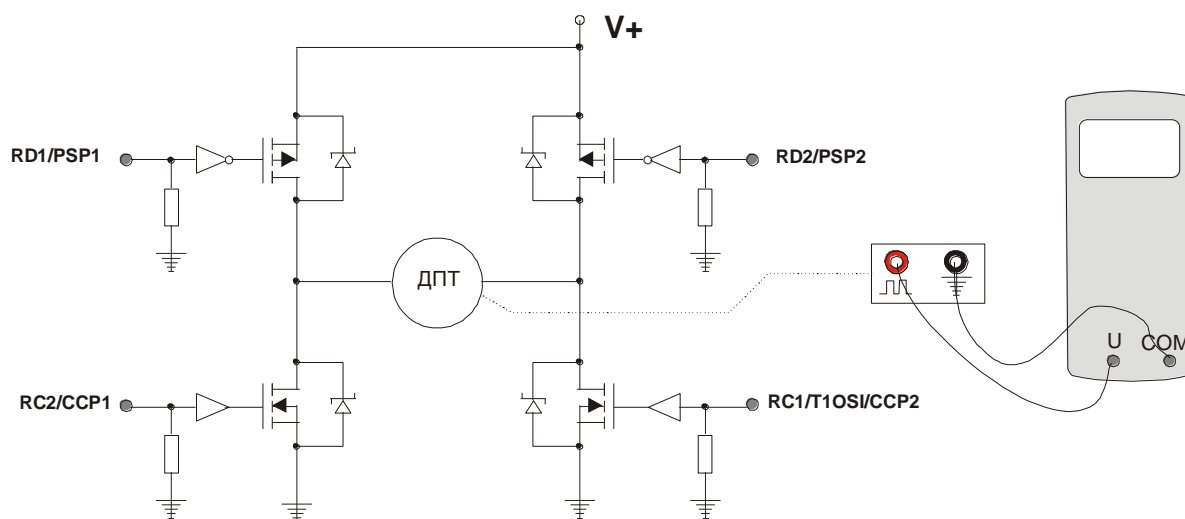 V+
RD1/PSP1
RD2/PSP2
ДПТ
U COM
RC2/CCP1
RC1/T1OSI/CCP2